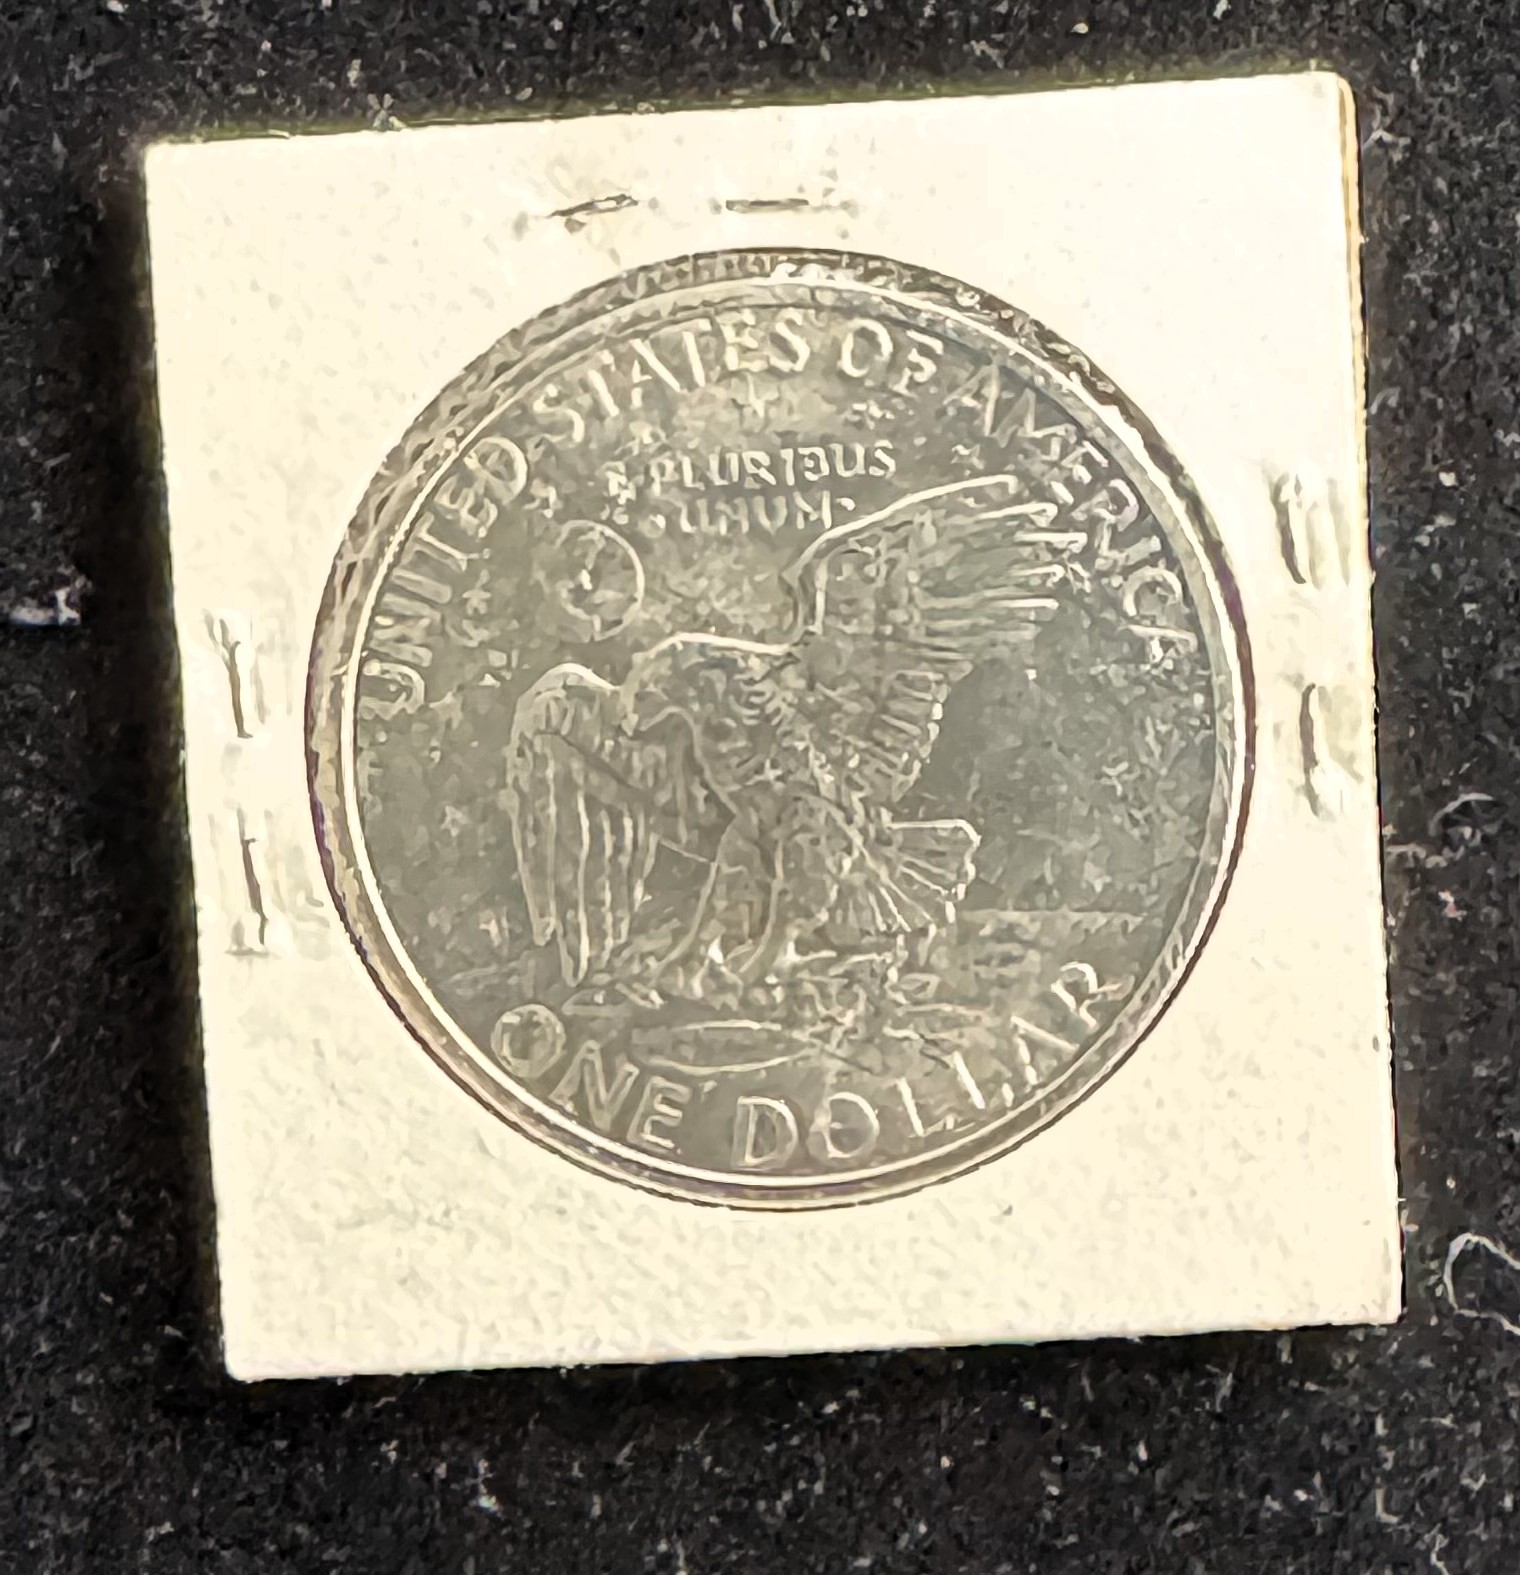 UNITED STATES OF AMERICA
E PLURIBUS
UNUM
ONE DOLLAR